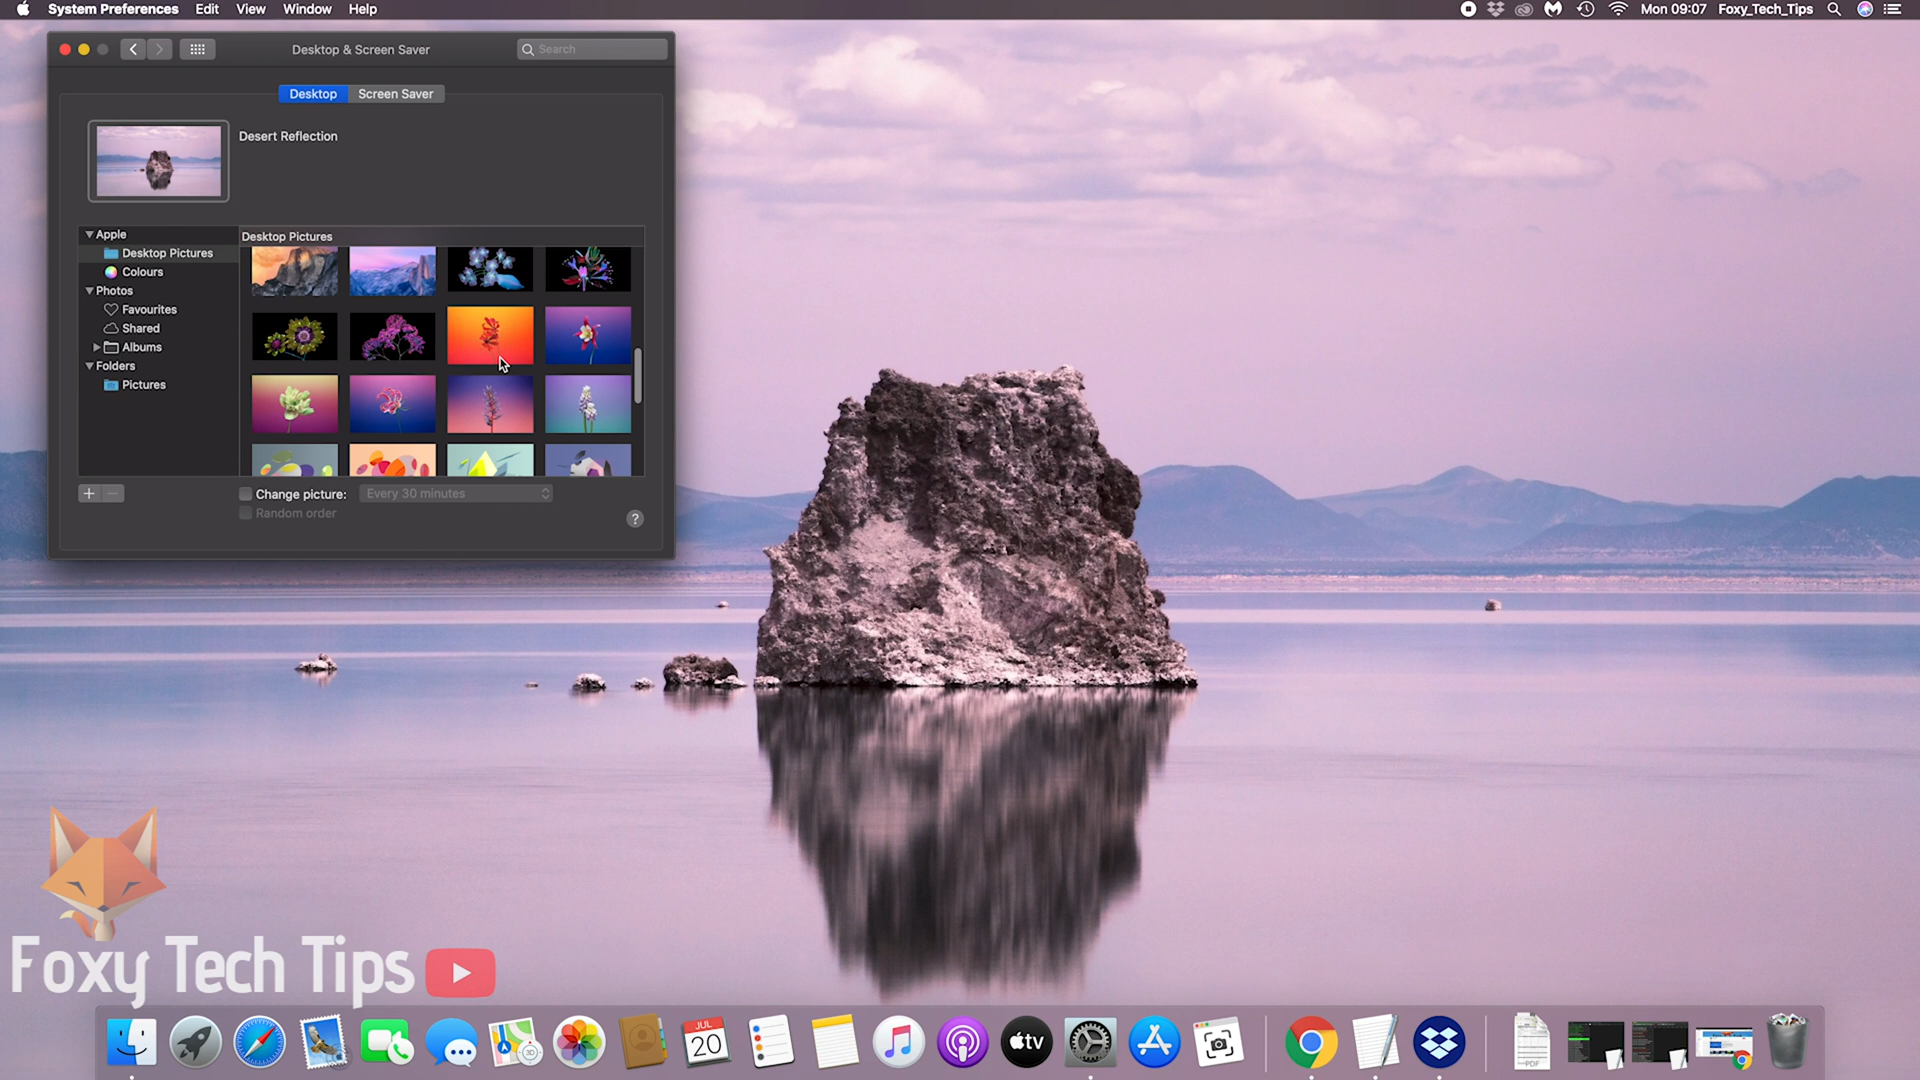 System Preferences Edit View Window Help
Mon 09:07 Foxy_Tech_Tips
Desktop & Screen Saver
Search
Desktop Screen Saver
Desert Reflection
Apple
Desktop Pictures
Colours
Photos
Favourites
Shared
Albums
Folders
Pictures
Desktop Pictures
+ −
Change picture: Every 30 minutes
Random order
?
Foxy Tech Tips
JUL
20
3D
tv
PDF